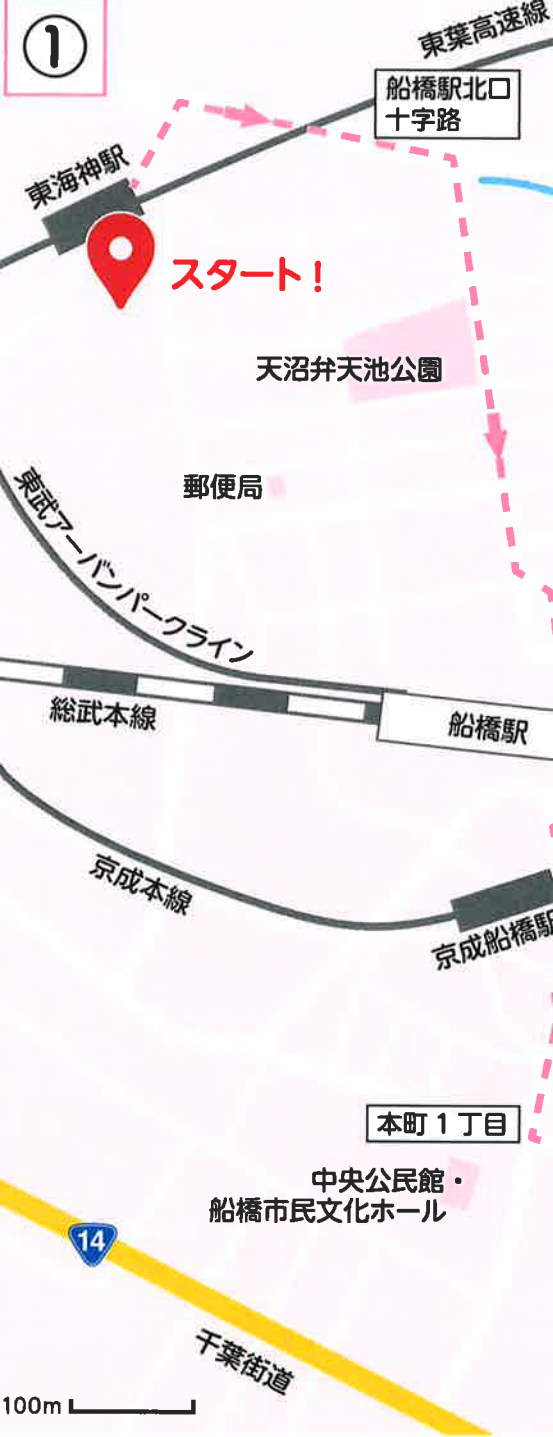 ①
東葉高速線
船橋駅北口
十字路
東海神駅
スタート！
天沼弁天池公園
郵便局
東武アーバンパークライン
総武本線
船橋駅
京成本線
京成船橋駅
本町1丁目
中央公民館・
船橋市民文化ホール
14
千葉街道
100m